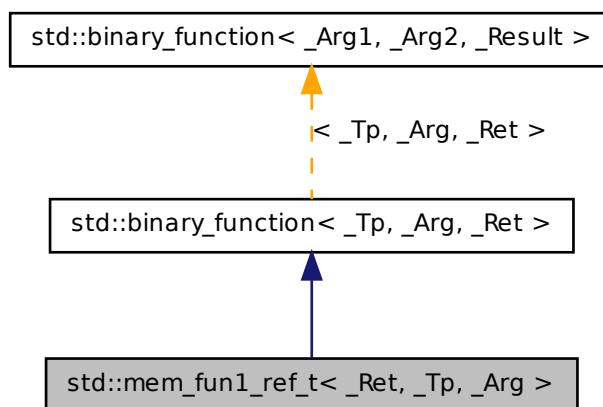 std::binary_function< _Arg1, _Arg2, _Result >
< _Tp, _Arg, _Ret >
std::binary_function< _Tp, _Arg, _Ret >
std::mem_fun1_ref_t< _Ret, _Tp, _Arg >